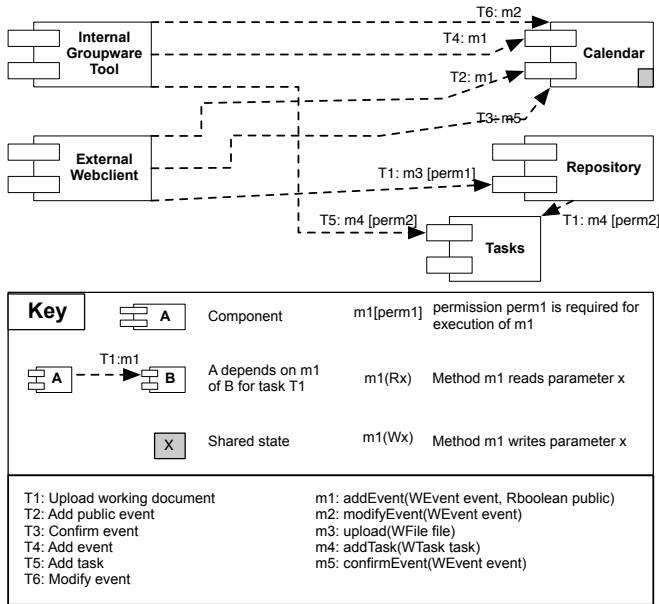 T6: m2
Internal
Groupware
Tool
T4: m1
Calendar
T2: m1
T3: m5
External
Webclient
Repository
T1: m3 [perm1]
T5: m4 [perm2]
T1: m4 [perm2]
Tasks
Key
A
Component
m1[perm1]
permission perm1 is required for
execution of m1
T1:m1
A
B
A depends on m1
of B for task T1
m1(Rx)
Method m1 reads parameter x
X
Shared state
m1(Wx)
Method m1 writes parameter x
T1: Upload working document
T2: Add public event
T3: Confirm event
T4: Add event
T5: Add task
T6: Modify event
m1: addEvent(WEvent event, Rboolean public)
m2: modifyEvent(WEvent event)
m3: upload(WFile file)
m4: addTask(WTask task)
m5: confirmEvent(WEvent event)